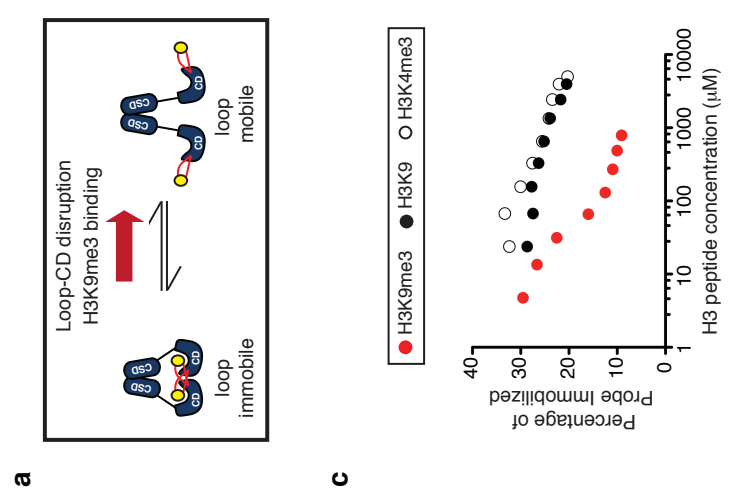 a
Loop-CD disruption
H3K9me3 binding
CSD
CSD
CD
CD
loop
immobile
CSD
CSD
CD
CD
loop
mobile
c
H3K9me3
H3K9
H3K4me3
Percentage of
Probe Immobilized
40
30
20
10
0
1
10
100
1000
10000
H3 peptide concentration (μM)